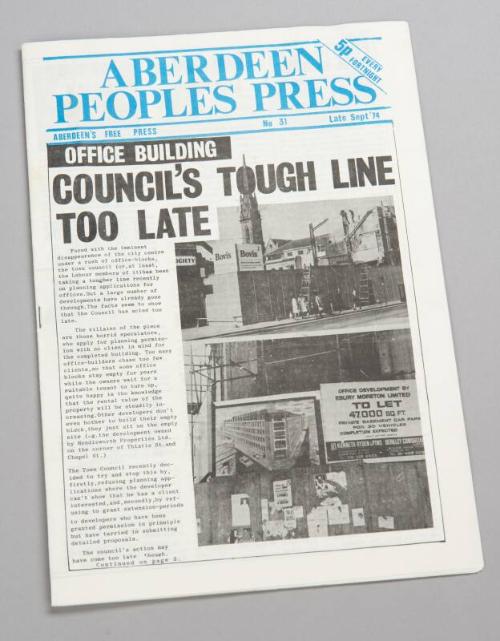 5p EVERY
FORTNIGHT
ABERDEEN
PEOPLES PRESS
ABERDEEN'S FREE PRESS
No 31
Late Sept '74
OFFICE BUILDING
COUNCIL'S TOUGH LINE
TOO LATE
Faced with the imminent
disappearance of the city centre
under a rush of office-blocks,
the town council (or, at least,
the Labour members of it) has been
taking a tougher line recently
on planning applications for
offices. But a large number of
developments have already gone
through. The facts seem to show
that the Council has acted too
late.
The villains of the piece
are those horrid speculators,
who apply for planning permiss-
ion with no client in mind for
the completed building. Too many
office-builders chase too few
clients, so that some office
blocks stay empty for years
while the owners wait for a
suitable tenant to turn up,
quite happy in the knowledge
that the rental value of the
property will be steadily in-
creasing. Other developers don't
even bother to build their empty
block, they just sit on the empty
site (e.g. the development owned
by Neddsworth Properties Ltd.
on the corner of Thistle St. and
Chapel St.)
The Town Council recently dec-
ided to try and stop this by,
firstly, refusing planning app-
lications where the developer
can't show that he has a client
interested, and, secondly, by ref-
using to grant extension-periods
to developers who have been
granted permission in principle
but have tarried in submitting
detailed proposals.
The council's action may
have come too late though.
Continued on page 3.
SOCIETY
Bovis
Bovis
OFFICE DEVELOPMENT BY
EBURY MORETON LIMITED
TO LET
47,000 SQ. FT.
PRIVATE BASEMENT CAR PARK
FOR 30 VEHICLES
COMPLETION EXPECTED